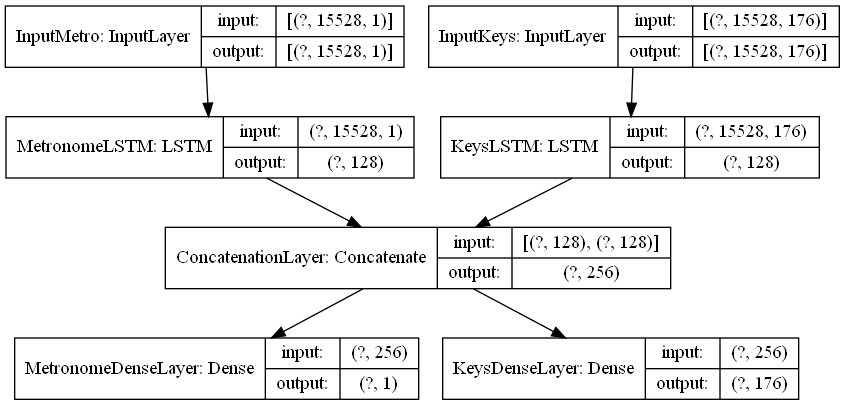 InputMetro: InputLayer
input: [(?, 15528, 1)]
output: [(?, 15528, 1)]
InputKeys: InputLayer
input: [(?, 15528, 176)]
output: [(?, 15528, 176)]
MetronomeLSTM: LSTM
input: (?, 15528, 1)
output: (?, 128)
KeysLSTM: LSTM
input: (?, 15528, 176)
output: (?, 128)
ConcatenationLayer: Concatenate
input: [(?, 128), (?, 128)]
output: (?, 256)
MetronomeDenseLayer: Dense
input: (?, 256)
output: (?, 1)
KeysDenseLayer: Dense
input: (?, 256)
output: (?, 176)